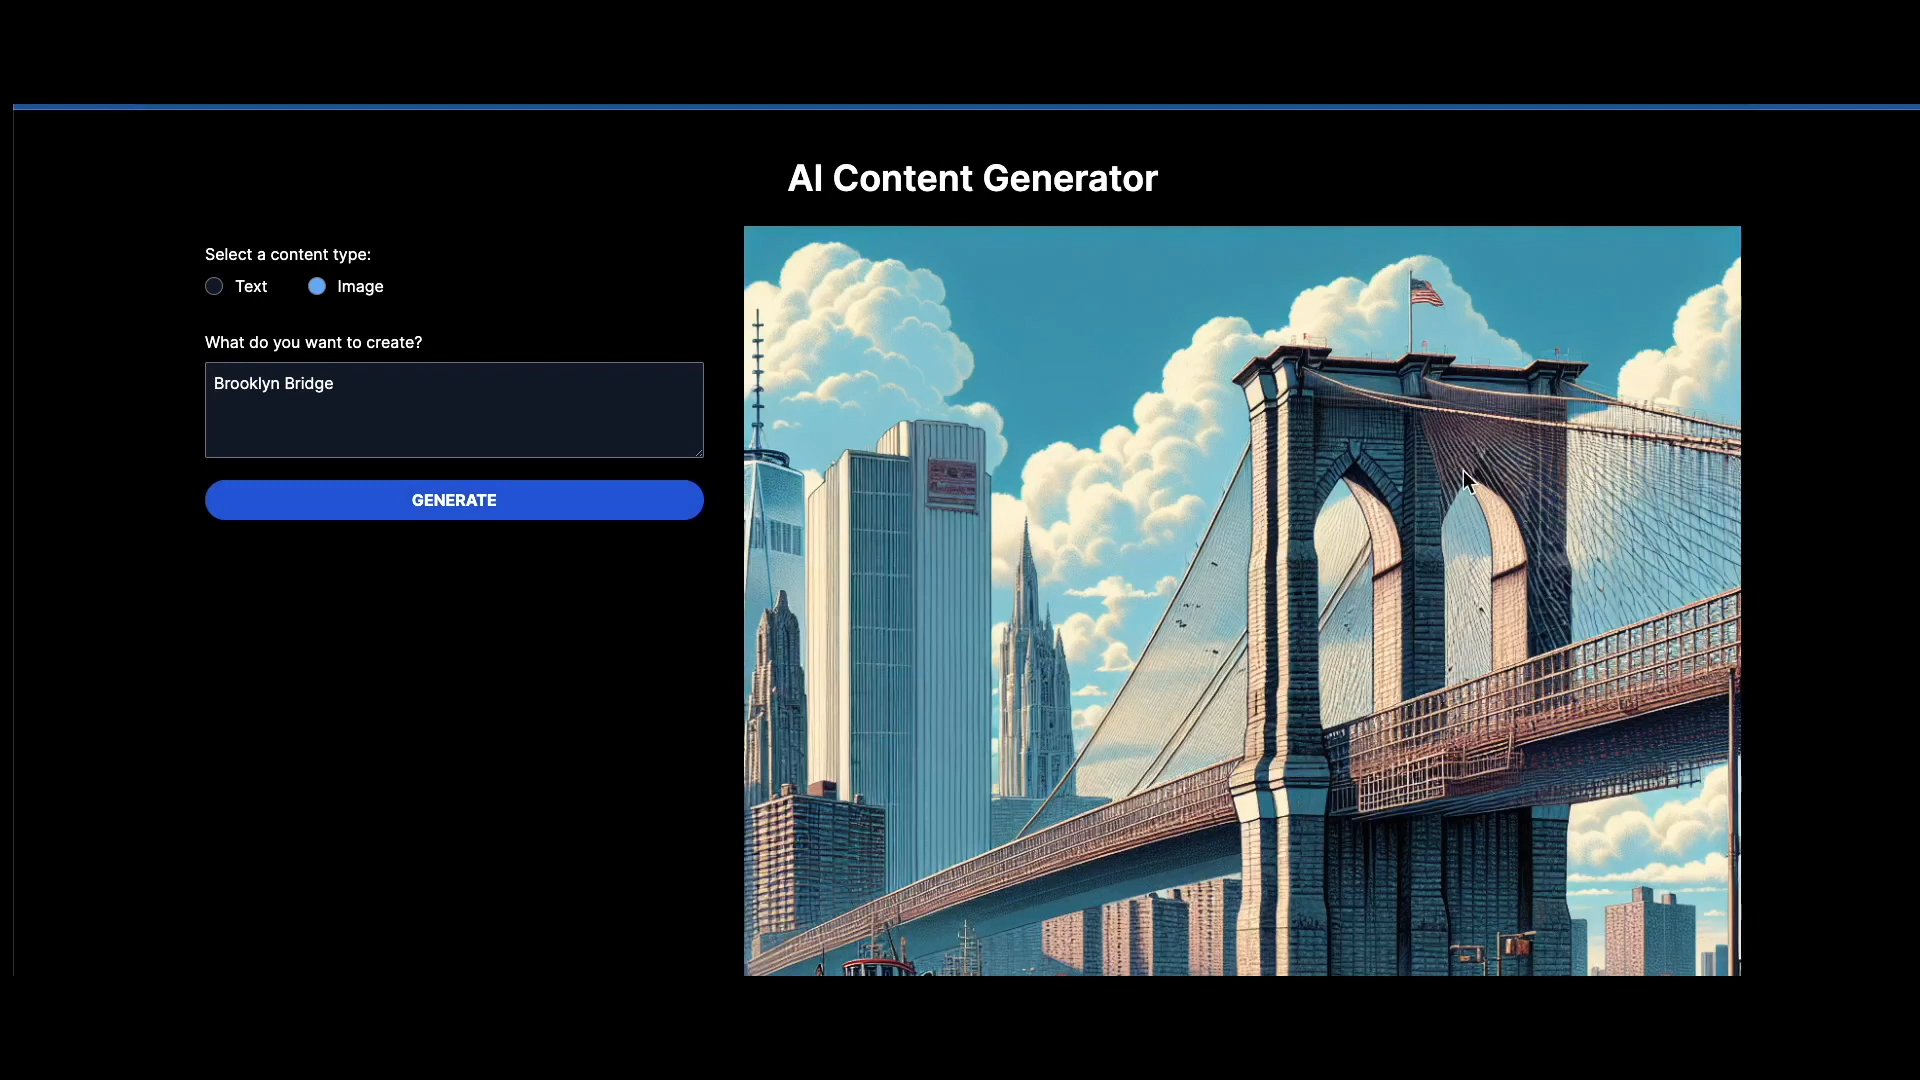 AI Content Generator
Select a content type:
Text
Image
What do you want to create?
Brooklyn Bridge
GENERATE